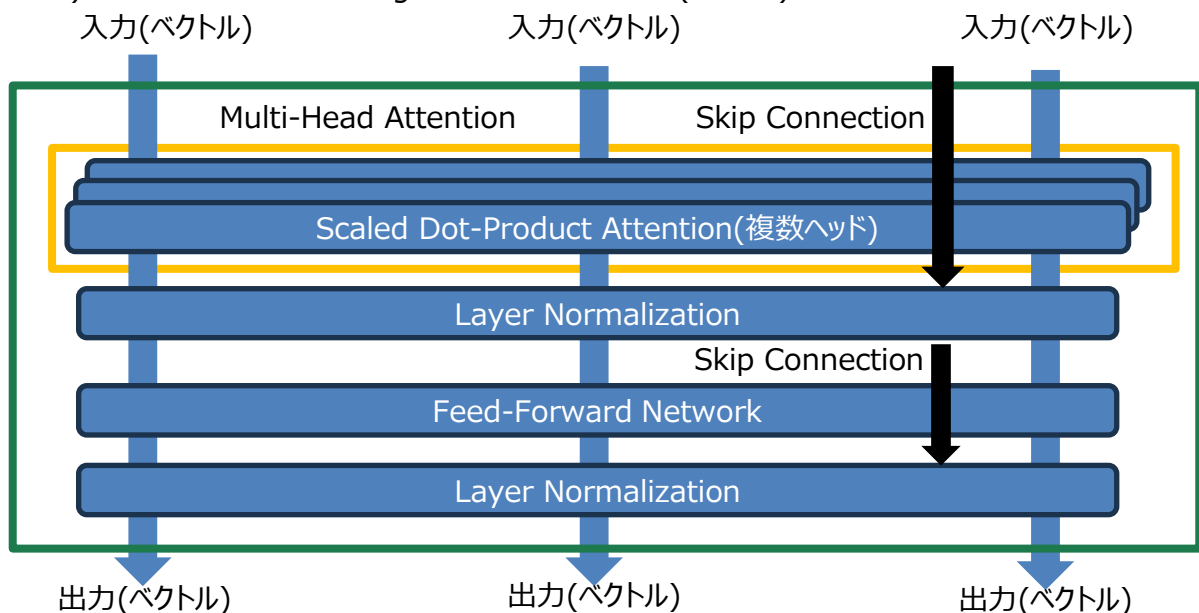 入力(ベクトル) 入力(ベクトル) 入力(ベクトル)
Multi-Head Attention Skip Connection
Scaled Dot-Product Attention(複数ヘッド)
Layer Normalization
Skip Connection
Feed-Forward Network
Layer Normalization
出力(ベクトル) 出力(ベクトル) 出力(ベクトル)